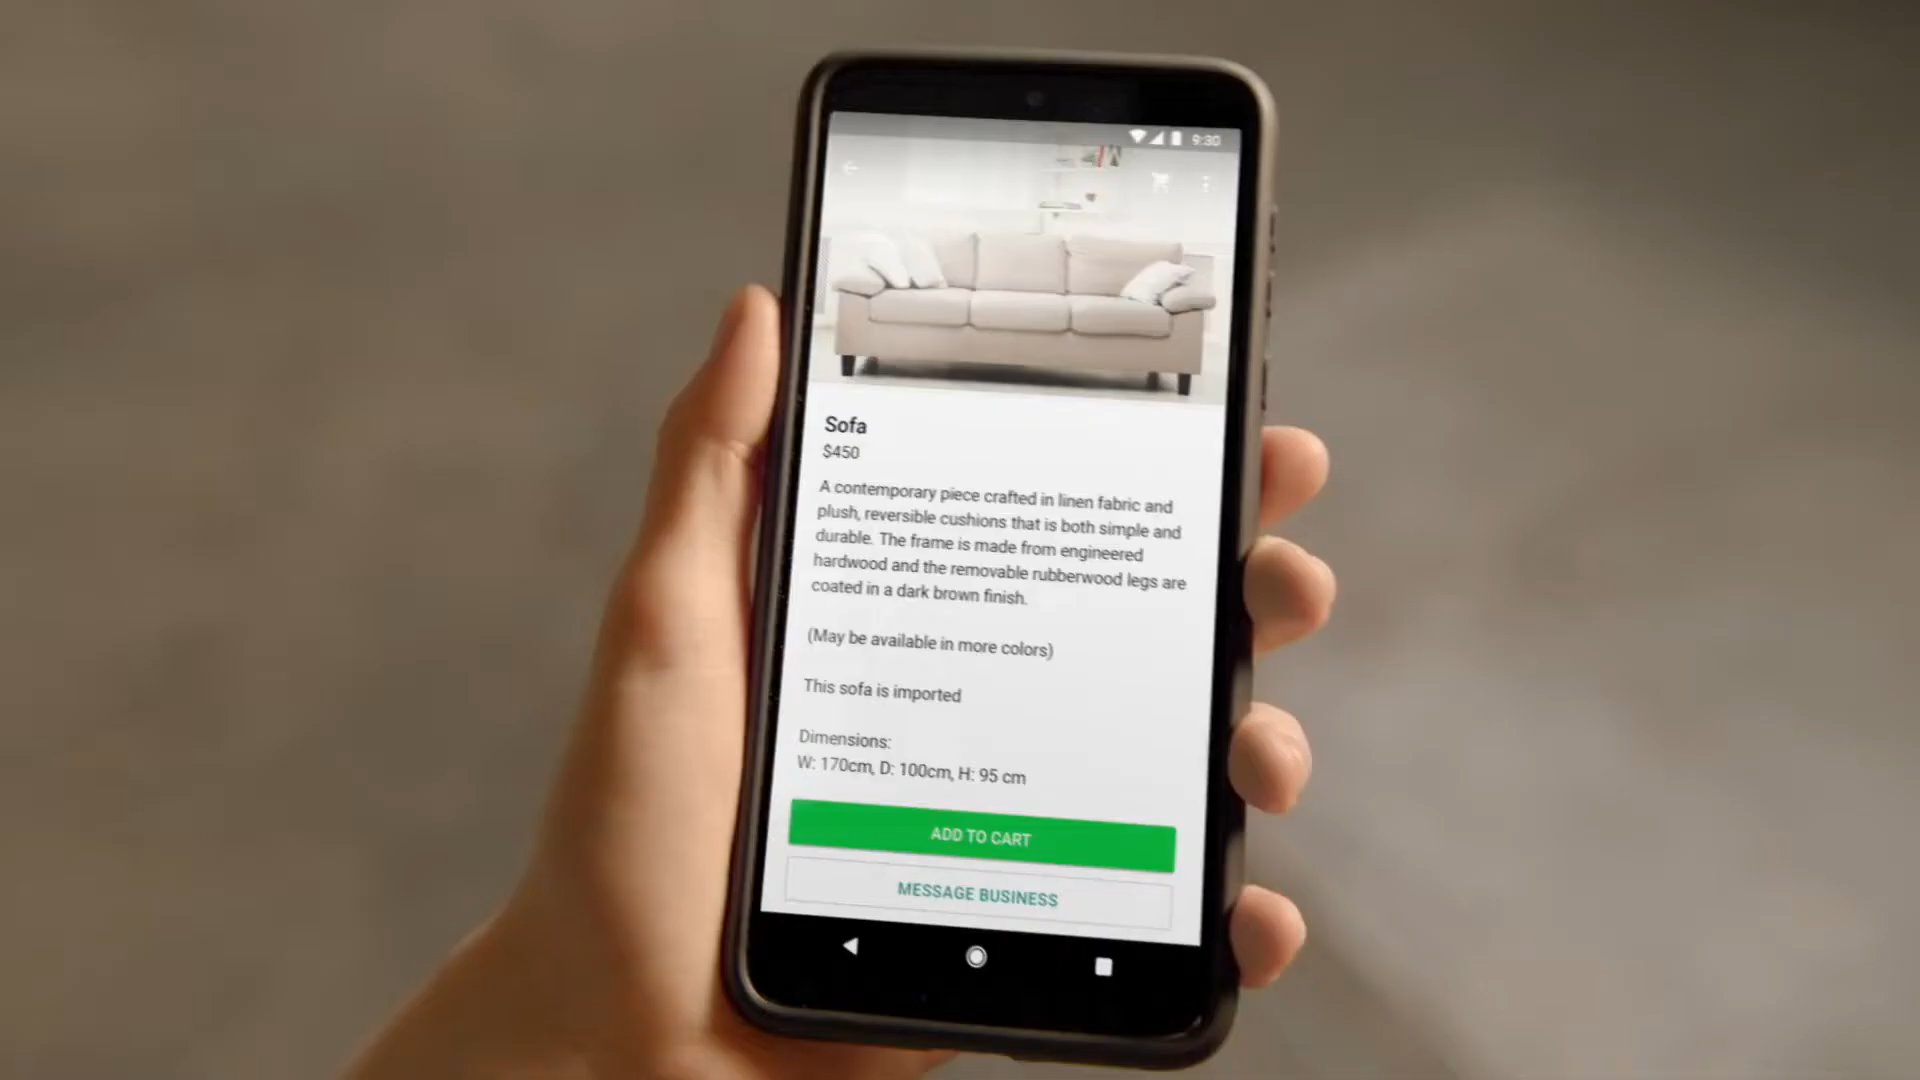 9:30
Sofa
$450
A contemporary piece crafted in linen fabric and
plush, reversible cushions that is both simple and
durable. The frame is made from engineered
hardwood and the removable rubberwood legs are
coated in a dark brown finish.
(May be available in more colors)
This sofa is imported
Dimensions:
W: 170cm, D: 100cm, H: 95 cm
ADD TO CART
MESSAGE BUSINESS